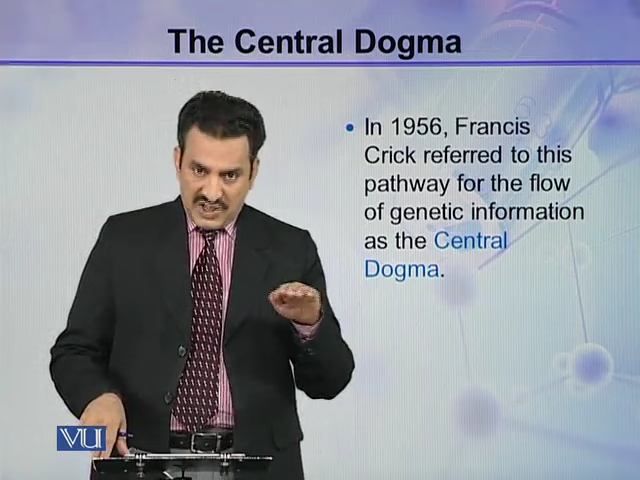 The Central Dogma
• In 1956, Francis
Crick referred to this
pathway for the flow
of genetic information
as the Central
Dogma.
VU